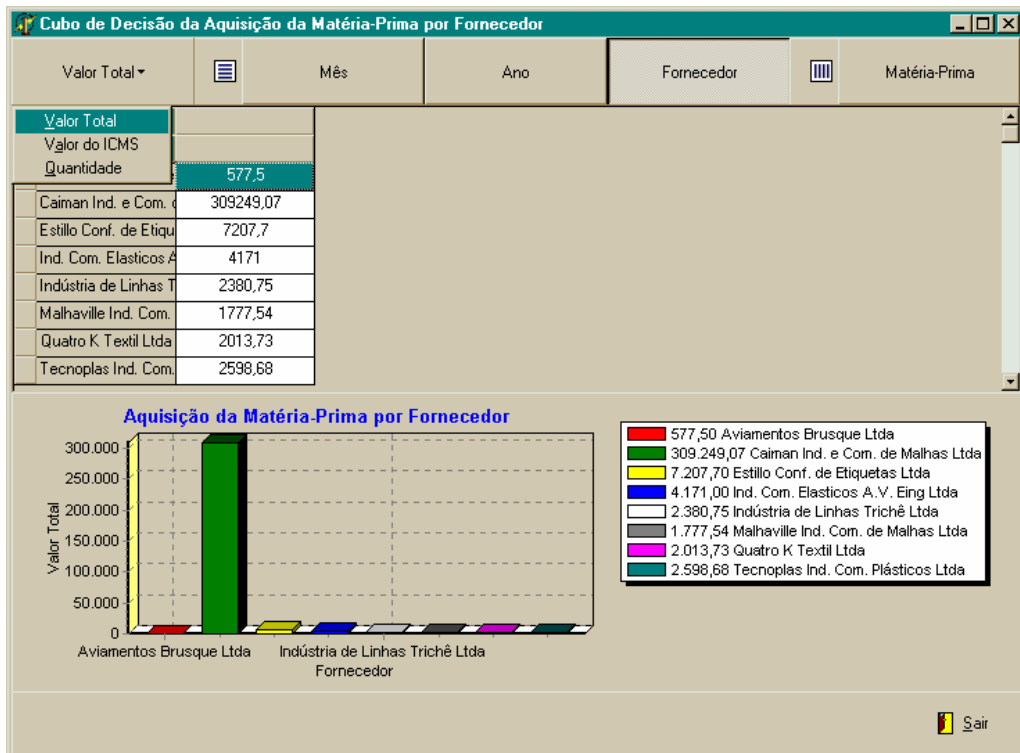 Cubo de Decisão da Aquisição da Matéria-Prima por Fornecedor
Valor Total Mês Ano Fornecedor Matéria-Prima
Valor Total
Valor do ICMS
Quantidade
577,5
Caiman Ind. e Com. 309249,07
Estillo Conf. de Etiqu 7207,7
Ind. Com. Elasticos A 4171
Indústria de Linhas T 2380,75
Malhaville Ind. Com. 1777,54
Quatro K Textil Ltda 2013,73
Tecnoplas Ind. Com. 2598,68
Aquisição da Matéria-Prima por Fornecedor
Valor Total
300.000
250.000
200.000
150.000
100.000
50.000
0
Aviamentos Brusque Ltda Indústria de Linhas Trichê Ltda
Fornecedor
577,50 Aviamentos Brusque Ltda
309.249,07 Caiman Ind. e Com. de Malhas Ltda
7.207,70 Estillo Conf. de Etiquetas Ltda
4.171,00 Ind. Com. Elasticos A.V. Eing Ltda
2.380,75 Indústria de Linhas Trichê Ltda
1.777,54 Malhaville Ind. Com. de Malhas Ltda
2.013,73 Quatro K Textil Ltda
2.598,68 Tecnoplas Ind. Com. Plásticos Ltda
Sair